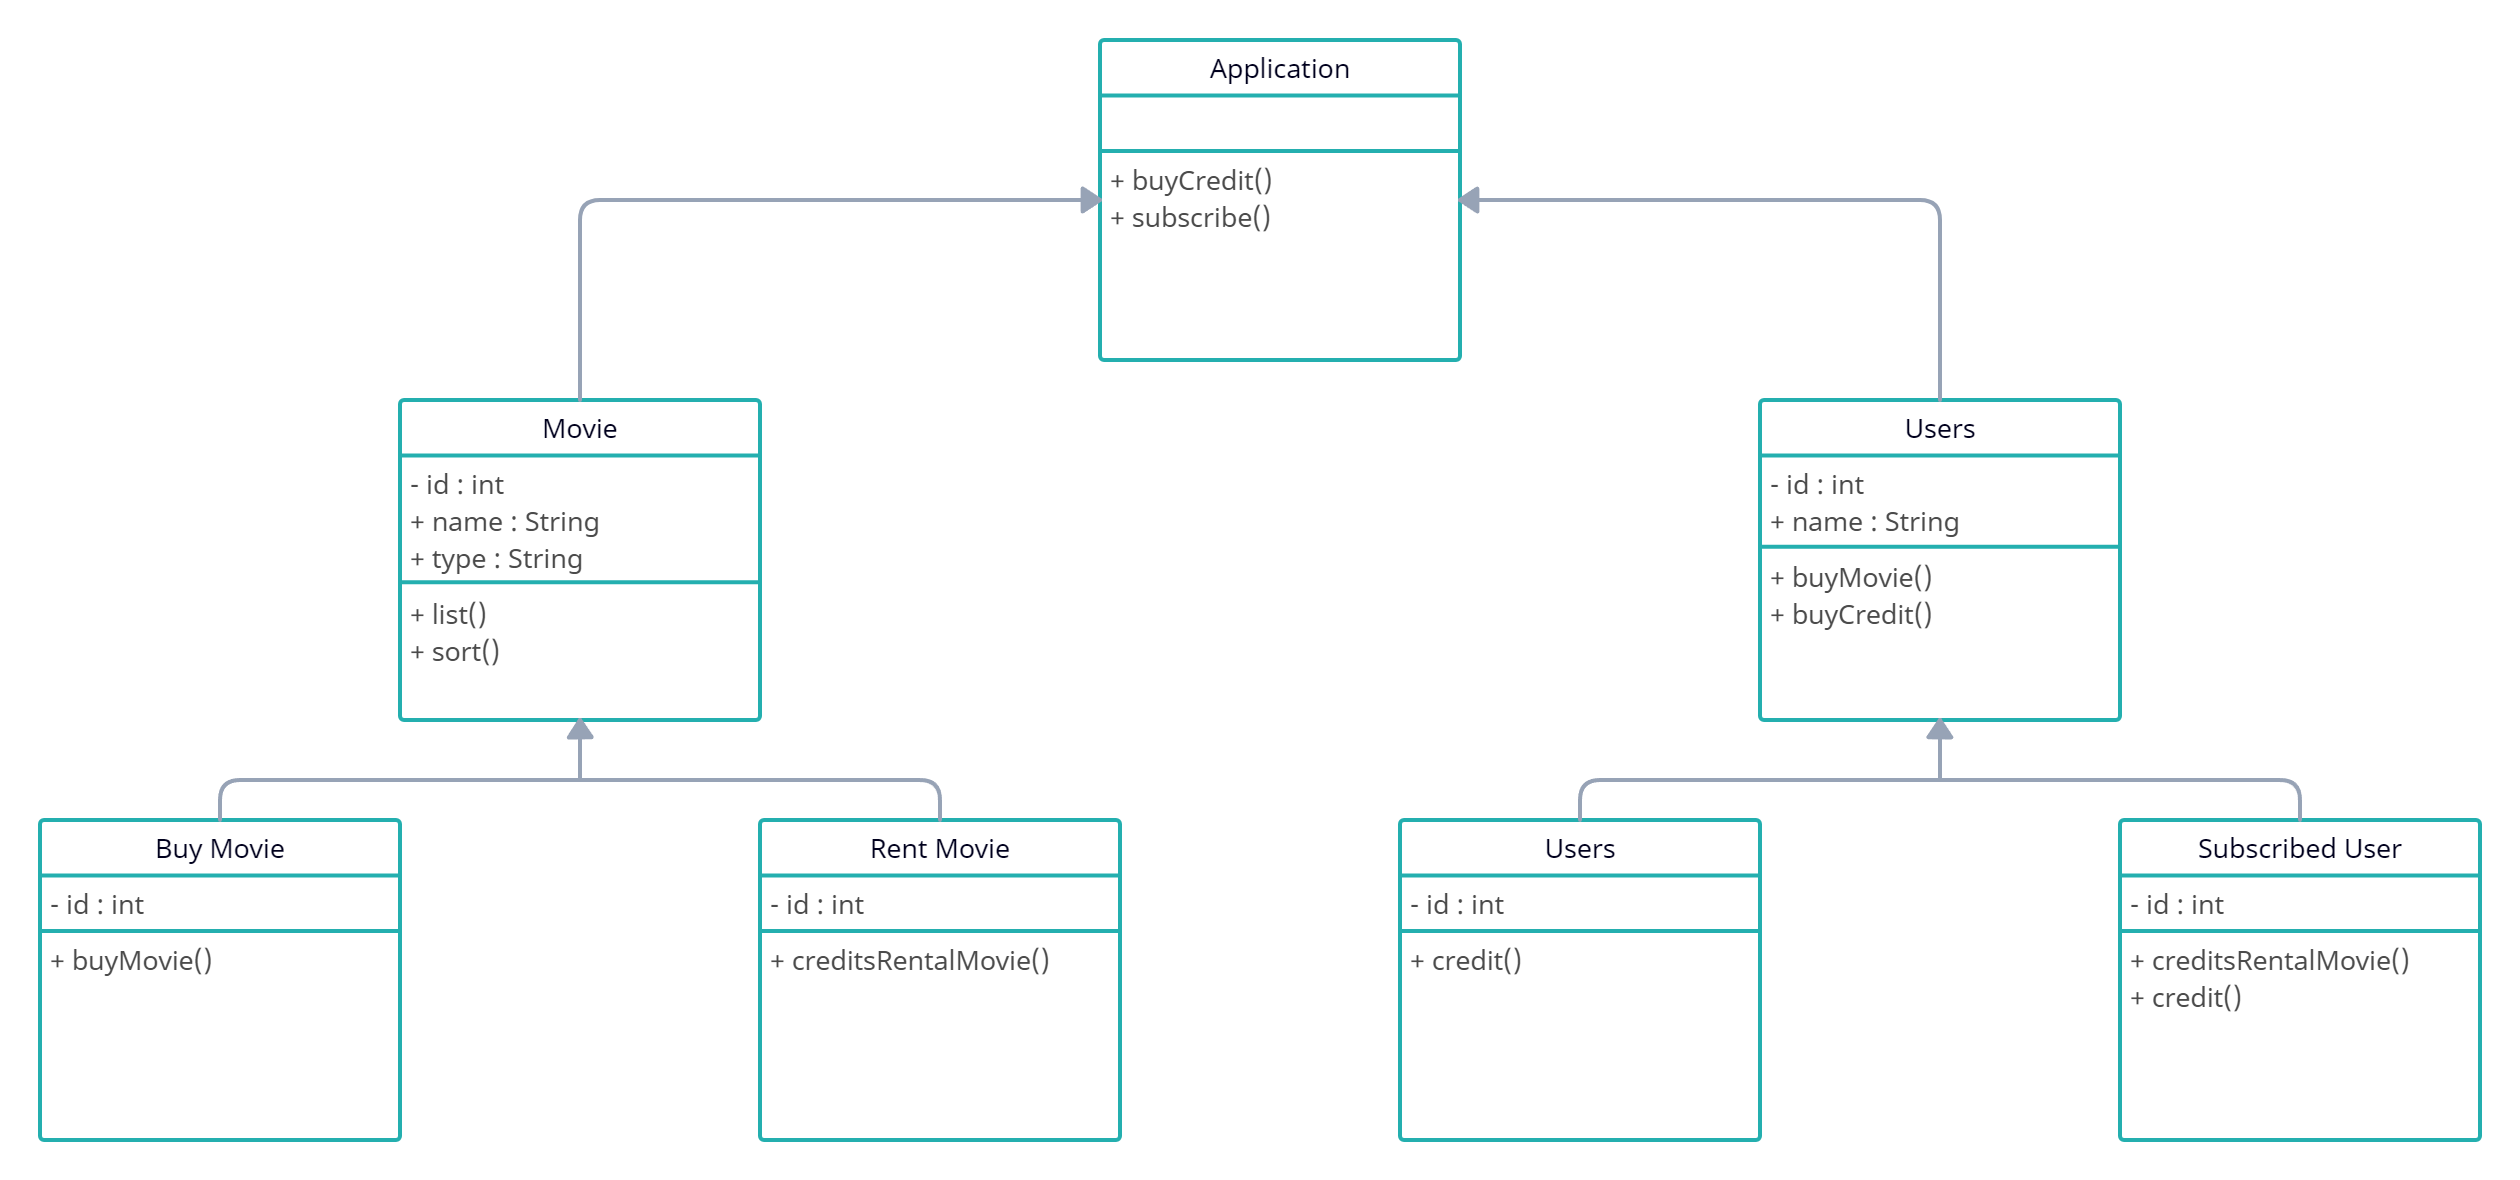 Application
+ buyCredit()
+ subscribe()
Movie
- id : int
+ name : String
+ type : String
+ list()
+ sort()
Users
- id : int
+ name : String
+ buyMovie()
+ buyCredit()
Buy Movie
- id : int
+ buyMovie()
Rent Movie
- id : int
+ creditsRentalMovie()
Users
- id : int
+ credit()
Subscribed User
- id : int
+ creditsRentalMovie()
+ credit()